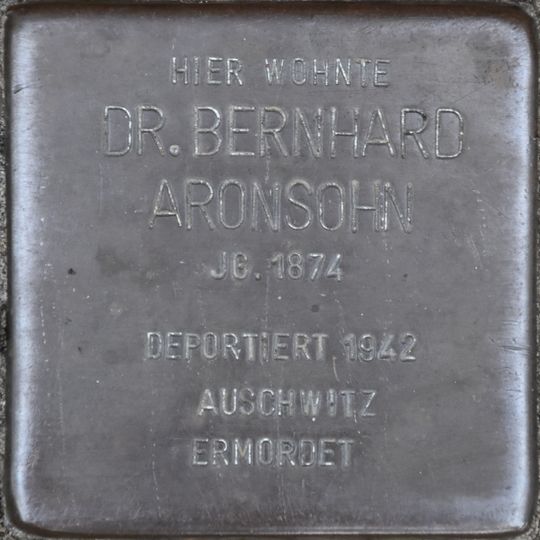 HIER WOHNTE
DR. BERNHARD
ARONSOHN
JG. 1874
DEPORTIERT 1942
AUSCHWITZ
ERMORDET